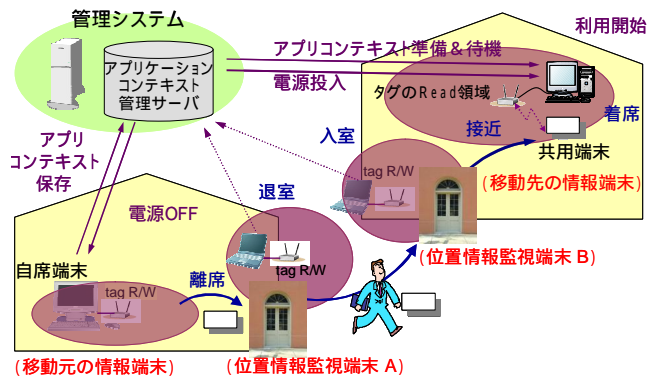 管理システム
利用開始
アプリコンテキスト準備＆待機
アプリケーション
コンテキスト
管理サーバ
電源投入
タグのRead領域
着席
アプリ
コンテキスト
保存
入室
接近
共用端末
tag R/W
(移動先の情報端末)
退室
電源OFF
(位置情報監視端末 B)
自席端末
tag R/W
tag R/W
離席
(移動元の情報端末)
(位置情報監視端末 A)